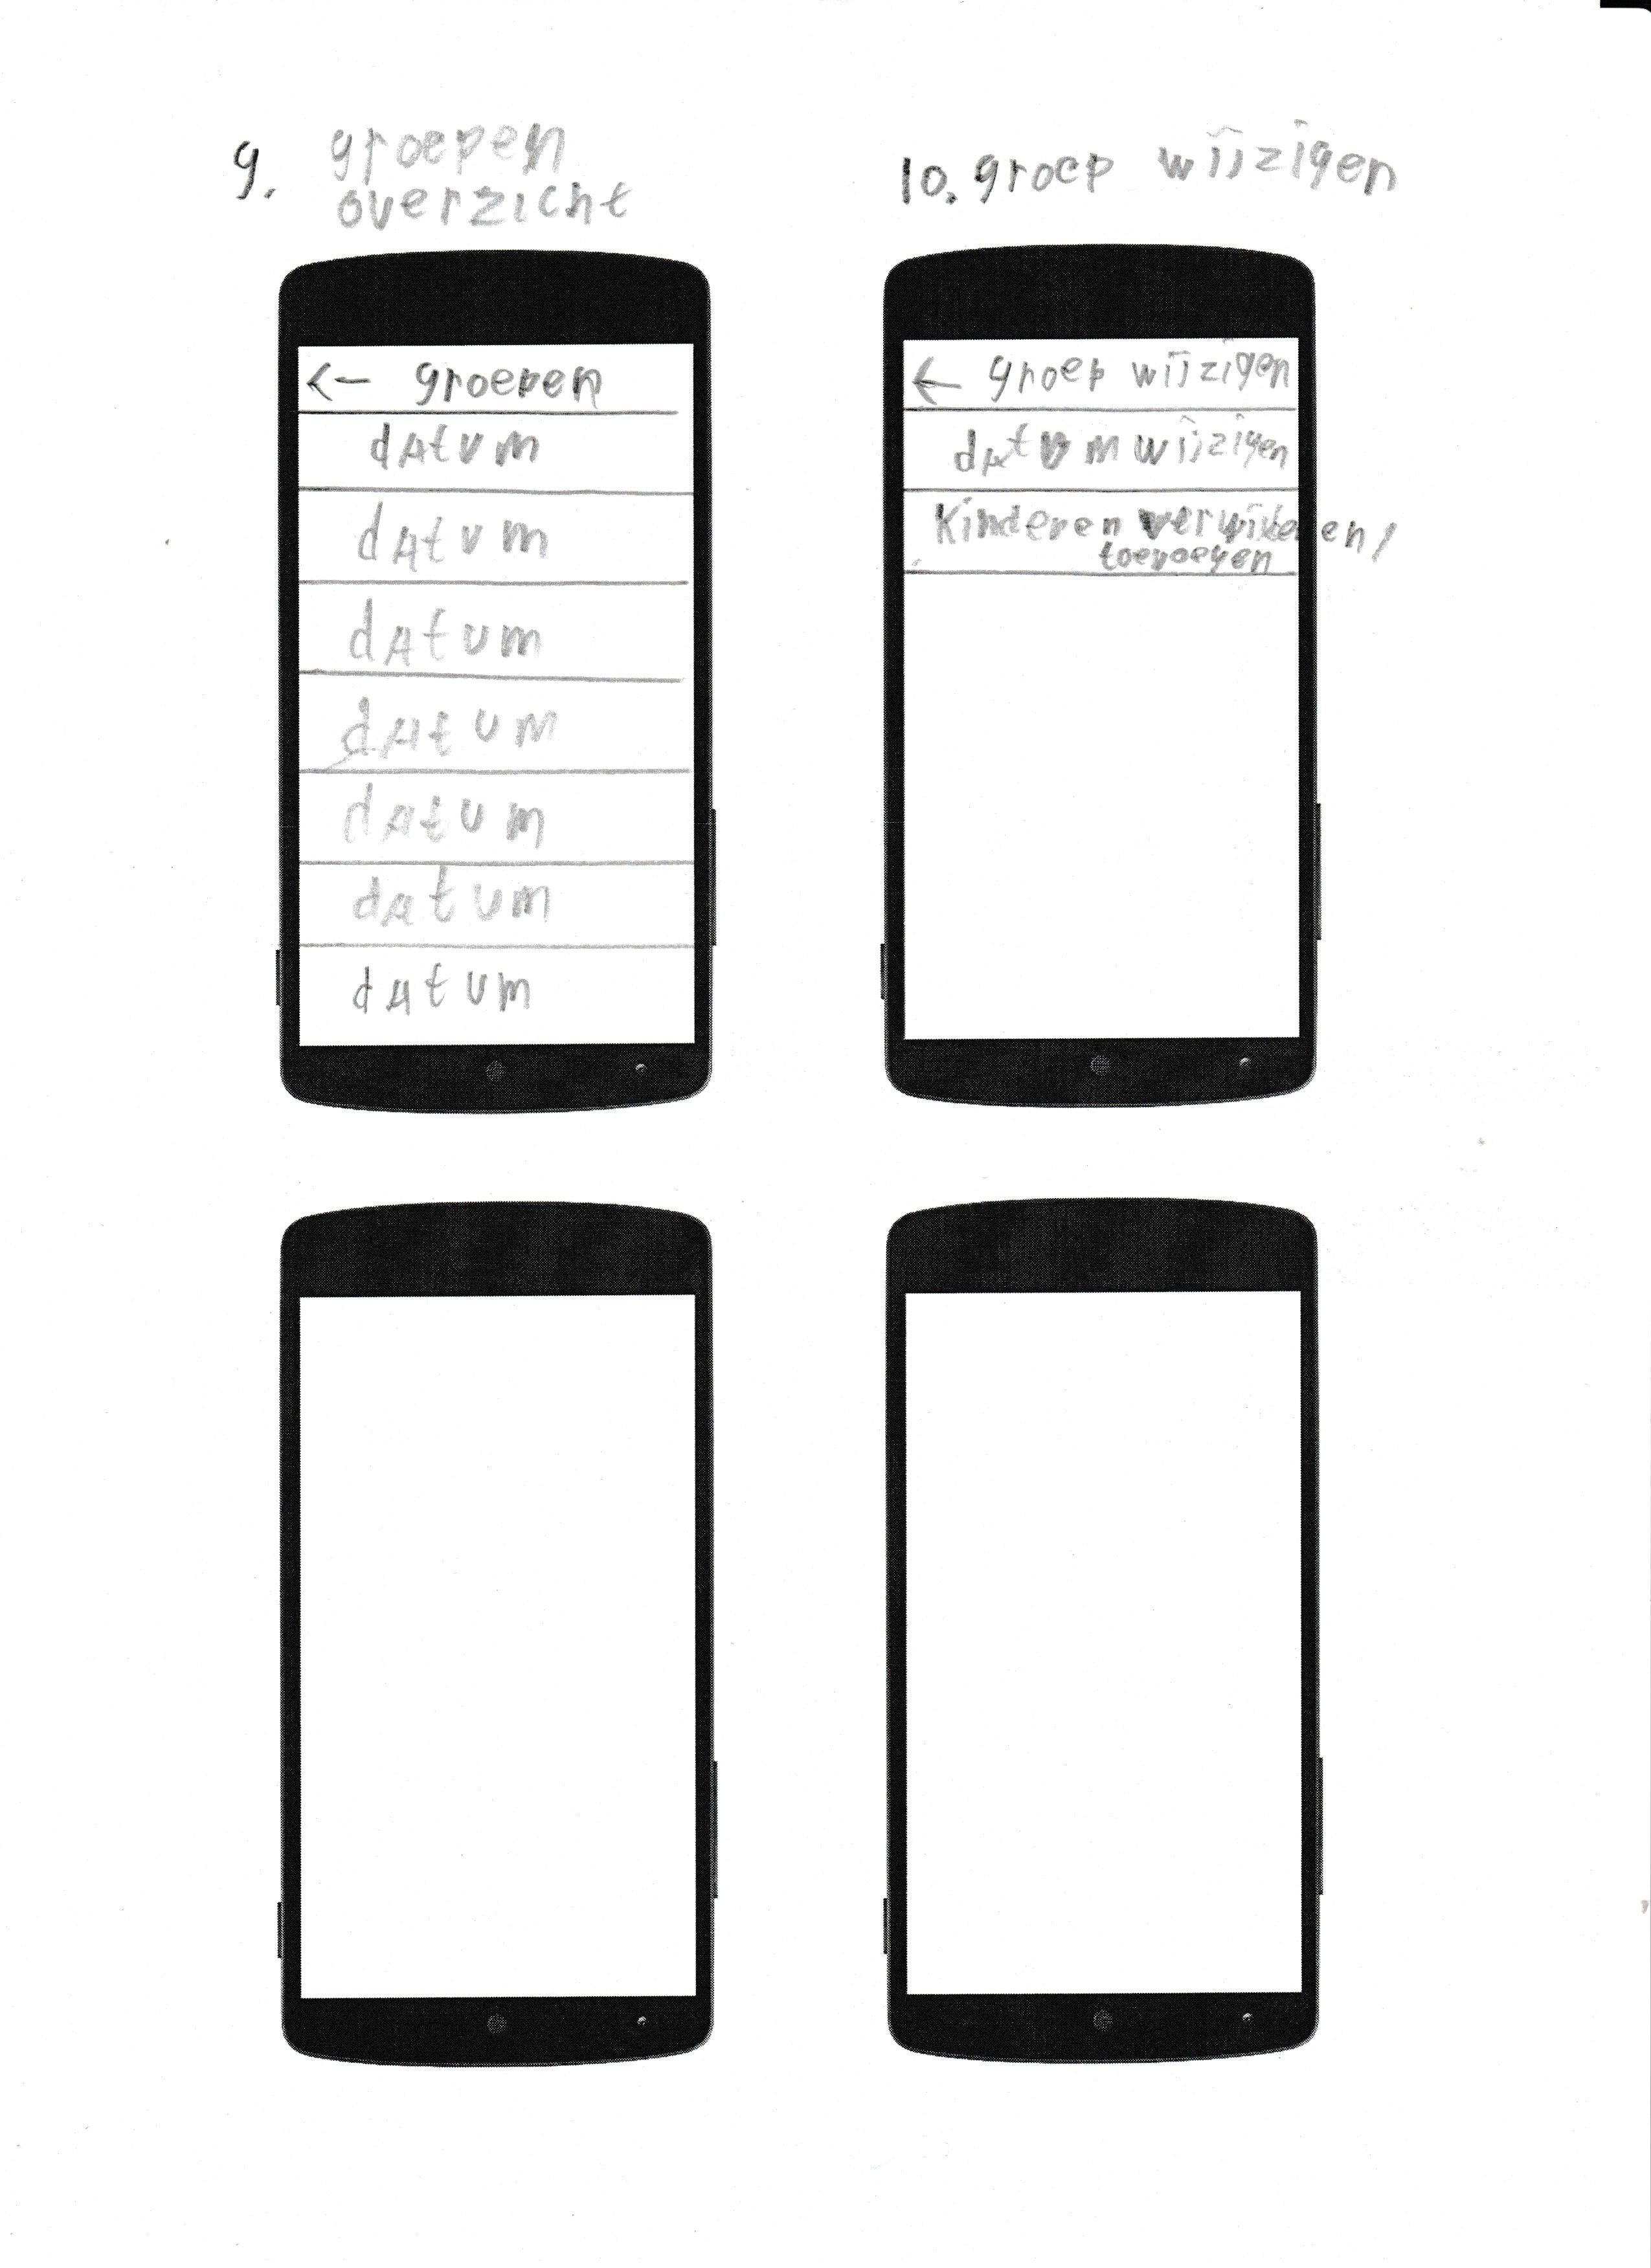 9. groepen
overzicht
<- groepen
datum
datum
datum
datum
datum
datum
datum
10. groep wijzigen
← groep wijzigen
datum wijzigen
Kinderen / 
toevoegen